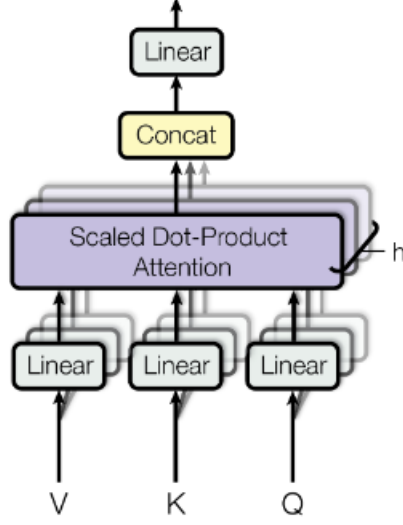 Linear
Concat
Scaled Dot-Product
Attention
h
Linear
Linear
Linear
V
K
Q